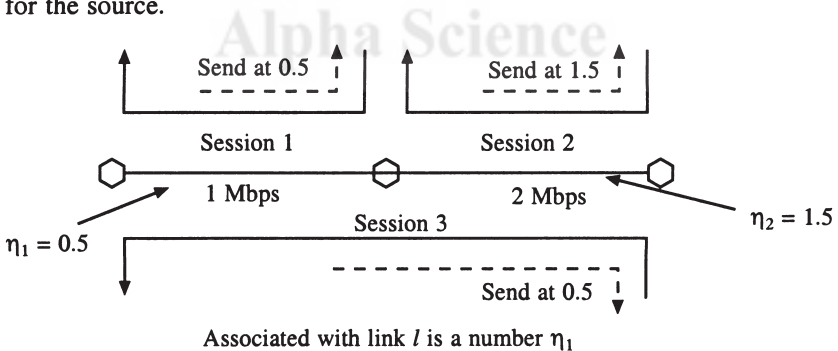 for the source.
Alpha Science
Send at 0.5
Send at 1.5
Session 1
Session 2
1 Mbps
2 Mbps
η1 = 0.5
η2 = 1.5
Session 3
Send at 0.5
Associated with link l is a number η1